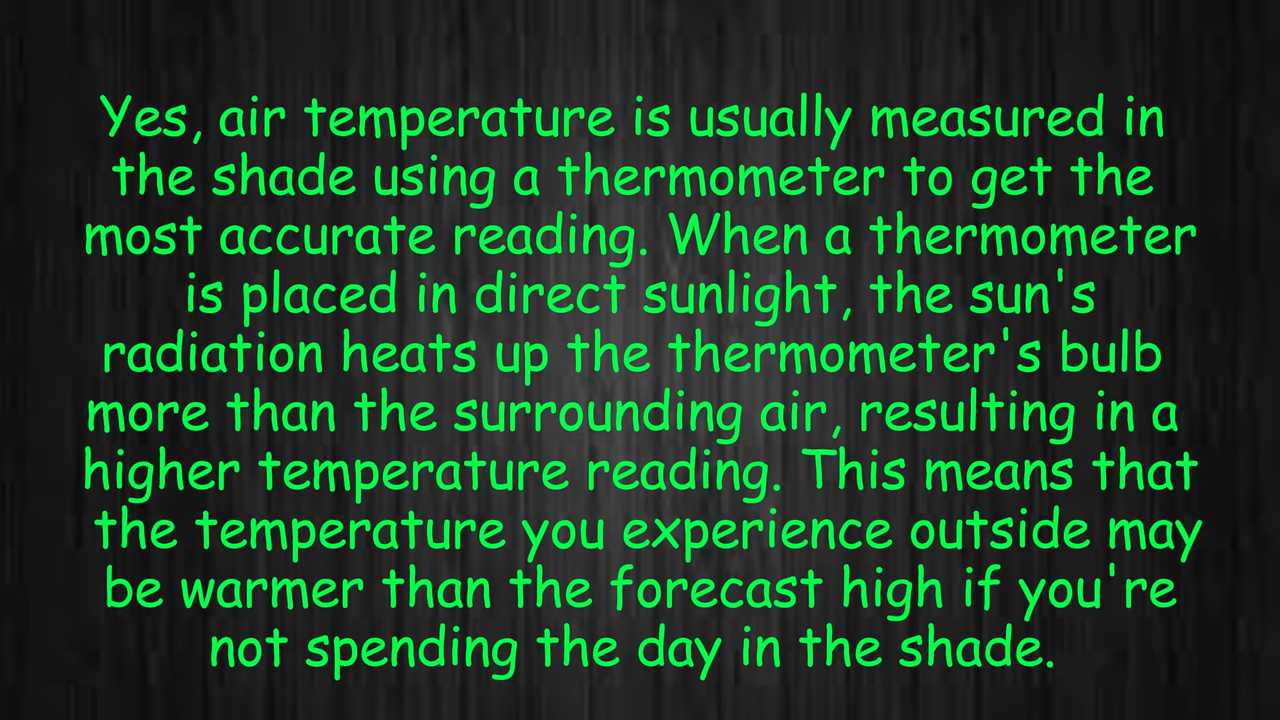 Yes, air temperature is usually measured in
the shade using a thermometer to get the
most accurate reading. When a thermometer
is placed in direct sunlight, the sun's
radiation heats up the thermometer's bulb
more than the surrounding air, resulting in a
higher temperature reading. This means that
the temperature you experience outside may
be warmer than the forecast high if you're
not spending the day in the shade.